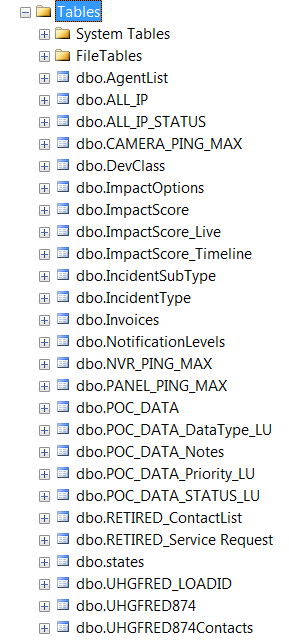 Tables
System Tables
FileTables
dbo.AgentList
dbo.ALL_IP
dbo.ALL_IP_STATUS
dbo.CAMERA_PING_MAX
dbo.DevClass
dbo.ImpactOptions
dbo.ImpactScore
dbo.ImpactScore_Live
dbo.ImpactScore_Timeline
dbo.IncidentSubType
dbo.IncidentType
dbo.Invoices
dbo.NotificationLevels
dbo.NVR_PING_MAX
dbo.PANEL_PING_MAX
dbo.POC_DATA
dbo.POC_DATA_DataType_LU
dbo.POC_DATA_Notes
dbo.POC_DATA_Priority_LU
dbo.POC_DATA_STATUS_LU
dbo.RETIRED_ContactList
dbo.RETIRED_Service Request
dbo.states
dbo.UHGFRED_LOADID
dbo.UHGFRED874
dbo.UHGFRED874Contacts